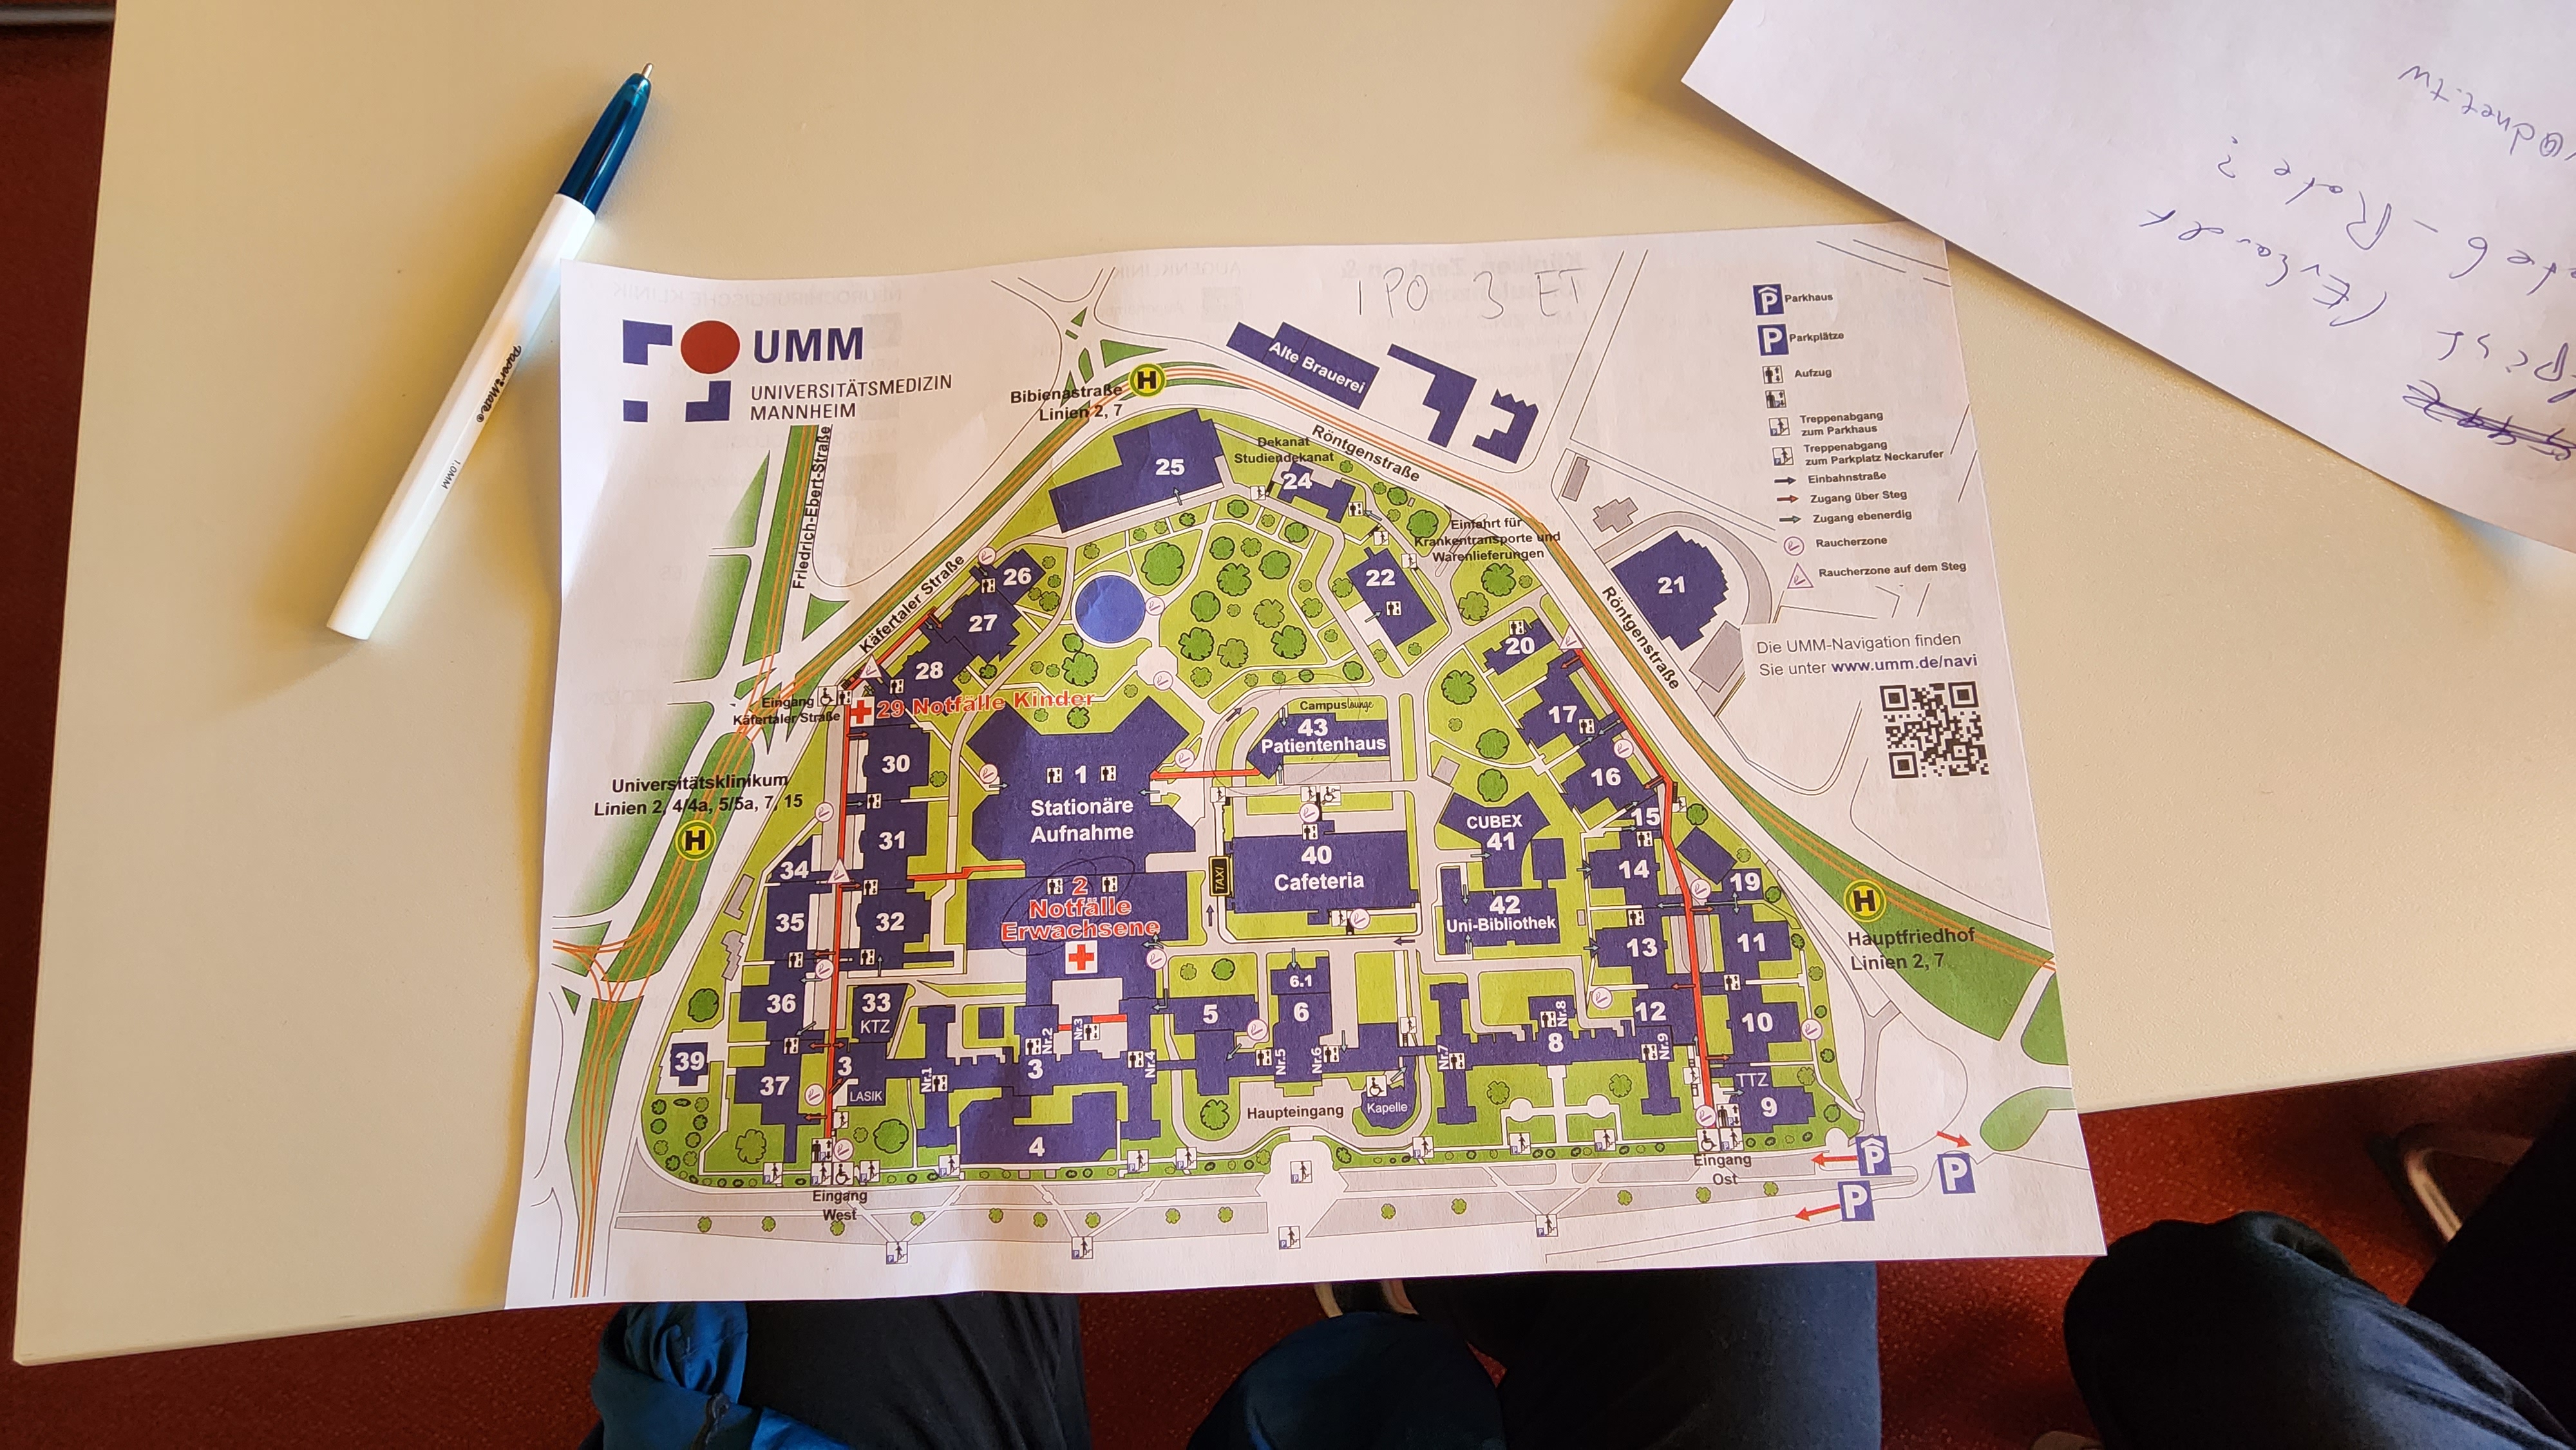 1PO 3 ET
UMM
UNIVERSITÄTSMEDIZIN
MANNHEIM
Parkhaus
Parkplätze
Aufzug
Treppenabgang
zum Parkhaus
Treppenabgang
zum Parkplatz Neckarufer
Einbahnstraße
Zugang über Steg
Zugang ebenerdig
Raucherzone
Raucherzone auf dem Steg
Die UMM-Navigation finden
Sie unter www.umm.de/navi
Alte Brauerei
Bibienastraße
Linien 2, 7
H
Röntgenstraße
Friedrich-Ebert-Straße
Dekanat
Studiendekanat
25
24
Einfahrt für
Krankentransporte und
Warenlieferungen
Käfertaler Straße
26
22
21
Röntgenstraße
27
20
28
Eingang
Käfertaler Straße
29 Notfälle Kinder
Campuslounge
43
Patientenhaus
17
30
1
Stationäre
Aufnahme
16
Universitätsklinikum
Linien 2, 4/4a, 5/5a, 7, 15
H
15
CUBEX
41
31
40
Cafeteria
TAXI
34
14
19
2
Notfälle
Erwachsene
H
Hauptfriedhof
Linien 2, 7
35
32
42
Uni-Bibliothek
13
11
36
33
KTZ
5
6.1
6
12
10
39
37
3
LASIK
Nr.1
Nr.2
Nr.3
3
Nr.4
Nr.5
Nr.6
Nr.7
8
Nr.8
Nr.9
TTZ
9
4
Haupteingang
Kapelle
Eingang
West
Eingang
Ost
P
P
P
PaperMate
1.0MM
@dnet.tw
- Rate?